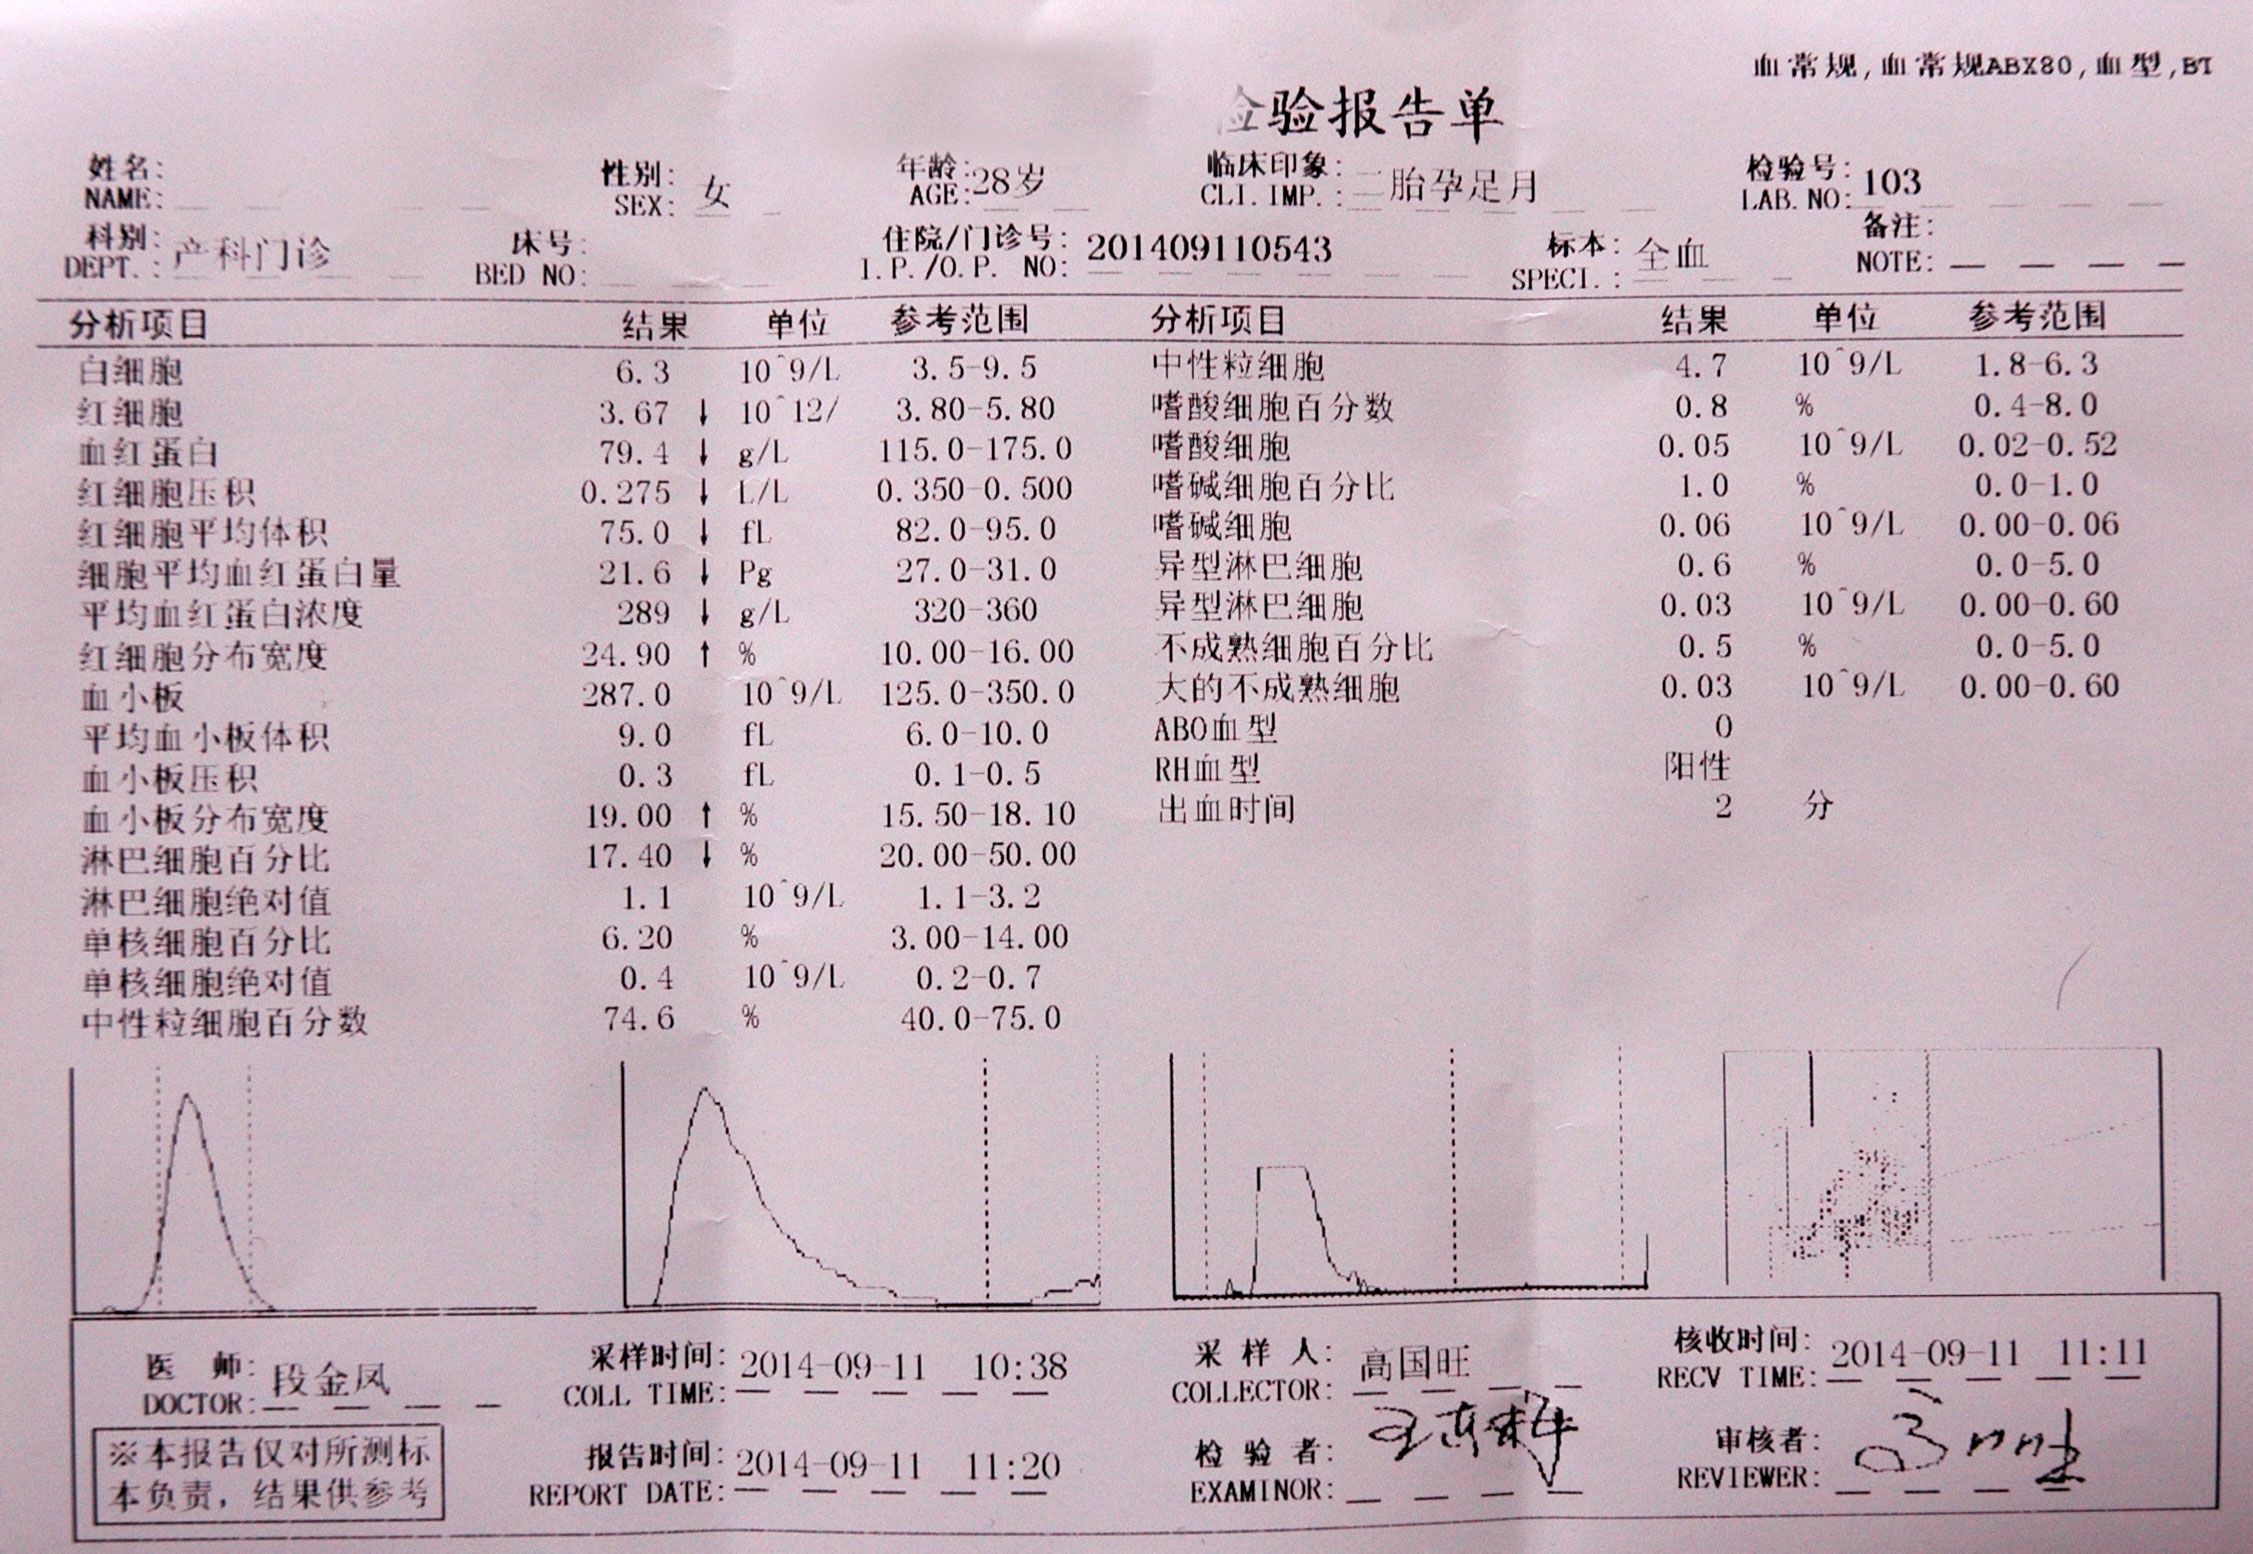 血常规,血常规ABX80,血型,BT
检验报告单
姓名: 性别: 女 年龄: 28岁 临床印象: 二胎孕足月 检验号: 103
NAME: SEX: AGE: CLI.IMP.: LAB.NO:
科别: 产科门诊 床号: 住院/门诊号: 201409110543 标本: 全血 备注:
DEPT.: BED NO: I.P./O.P. NO: SPECI.: NOTE:
分析项目 结果 单位 参考范围 分析项目 结果 单位 参考范围
白细胞 6.3 10^9/L 3.5-9.5 中性粒细胞 4.7 10^9/L 1.8-6.3
红细胞 3.67 ↓ 10^12/ 3.80-5.80 嗜酸细胞百分数 0.8 % 0.4-8.0
血红蛋白 79.4 ↓ g/L 115.0-175.0 嗜酸细胞 0.05 10^9/L 0.02-0.52
红细胞压积 0.275 ↓ L/L 0.350-0.500 嗜碱细胞百分比 1.0 % 0.0-1.0
红细胞平均体积 75.0 ↓ fL 82.0-95.0 嗜碱细胞 0.06 10^9/L 0.00-0.06
细胞平均血红蛋白量 21.6 ↓ Pg 27.0-31.0 异型淋巴细胞 0.6 % 0.0-5.0
平均血红蛋白浓度 289 ↓ g/L 320-360 异型淋巴细胞 0.03 10^9/L 0.00-0.60
红细胞分布宽度 24.90 ↑ % 10.00-16.00 不成熟细胞百分比 0.5 % 0.0-5.0
血小板 287.0 10^9/L 125.0-350.0 大的不成熟细胞 0.03 10^9/L 0.00-0.60
平均血小板体积 9.0 fL 6.0-10.0 ABO血型 O
血小板压积 0.3 fL 0.1-0.5 RH血型 阳性
血小板分布宽度 19.00 ↑ % 15.50-18.10 出血时间 2 分
淋巴细胞百分比 17.40 ↓ % 20.00-50.00
淋巴细胞绝对值 1.1 10^9/L 1.1-3.2
单核细胞百分比 6.20 % 3.00-14.00
单核细胞绝对值 0.4 10^9/L 0.2-0.7
中性粒细胞百分数 74.6 % 40.0-75.0
医 师: 段金凤 采样时间: 2014-09-11 10:38 采 样 人: 高国旺 核收时间: 2014-09-11 11:11
DOCTOR: COLL TIME: COLLECTOR: RECV TIME:
※本报告仅对所测标 报告时间: 2014-09-11 11:20 检 验 者: 审核者:
本负责, 结果供参考 REPORT DATE: EXAMINOR: REVIEWER: